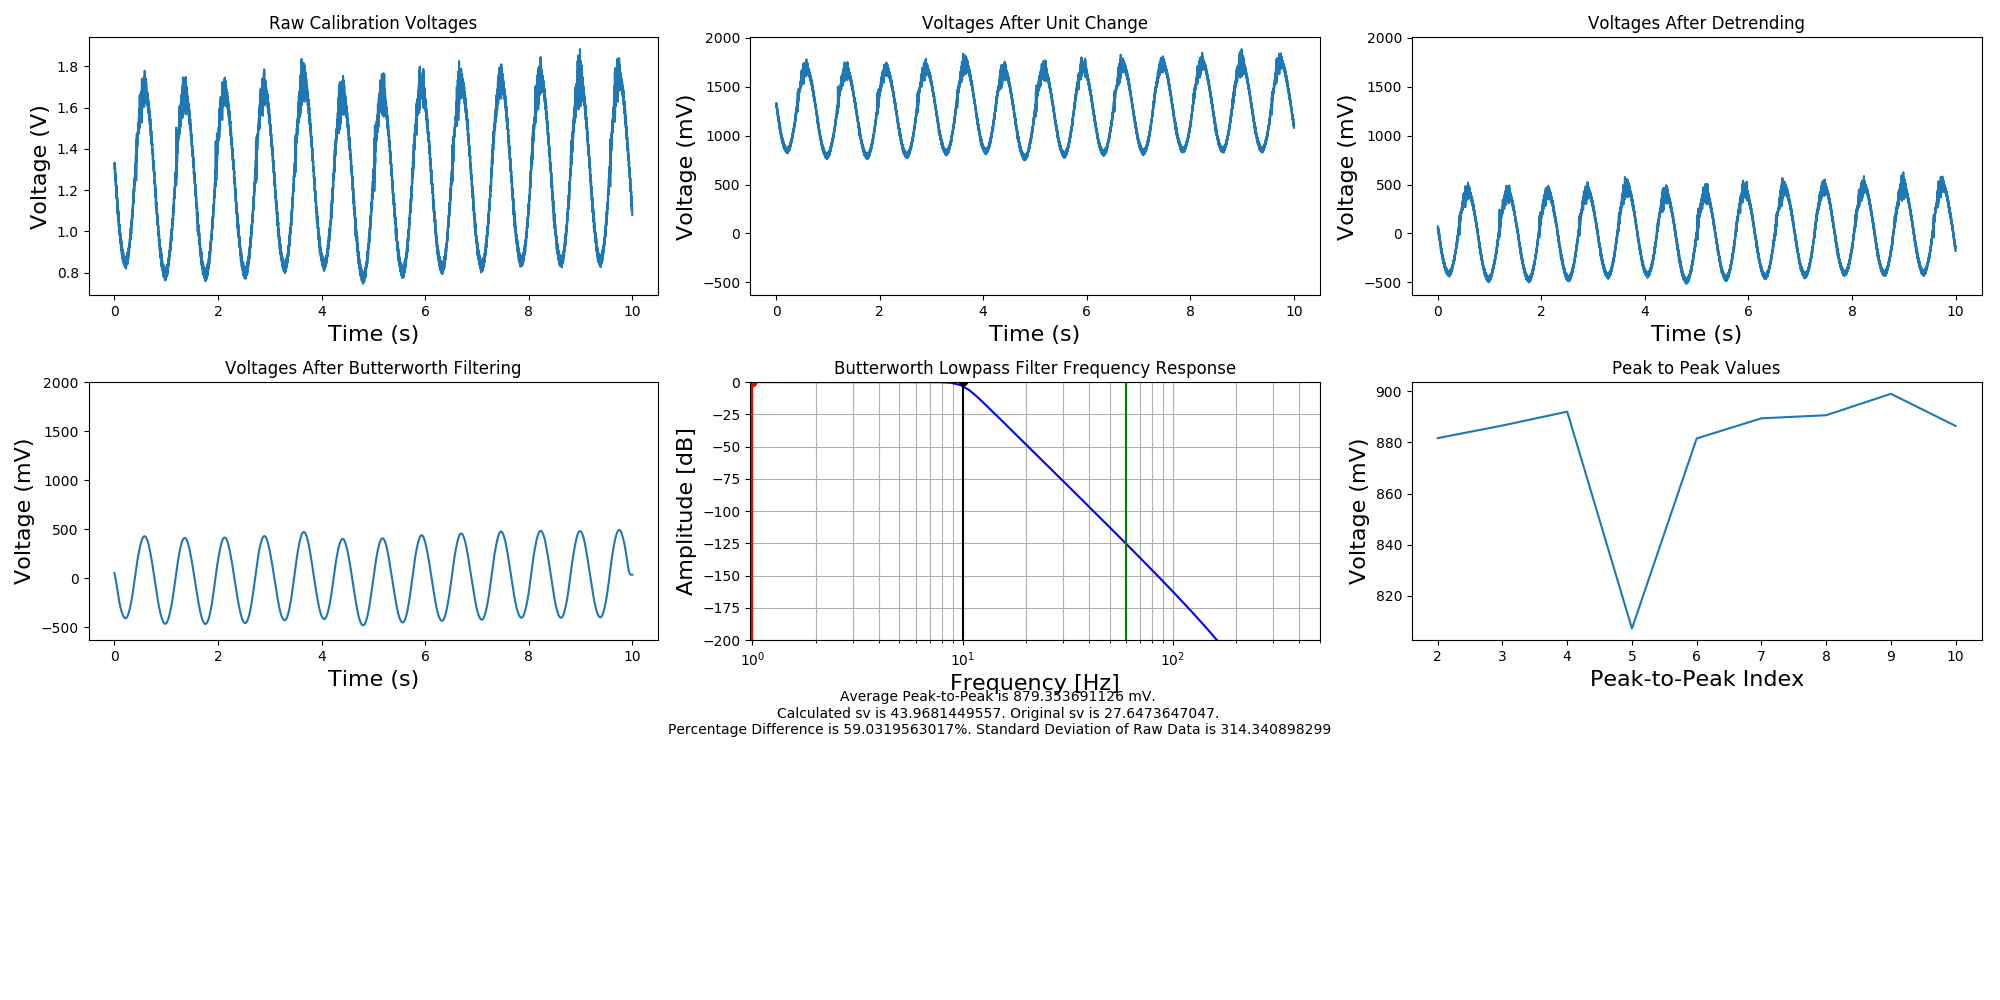 Raw Calibration Voltages
Voltage (V)
1.8
1.6
1.4
1.2
1.0
0.8
0 2 4 6 8 10
Time (s)
Voltages After Unit Change
Voltage (mV)
2000
1500
1000
500
0
−500
0 2 4 6 8 10
Time (s)
Voltages After Detrending
Voltage (mV)
2000
1500
1000
500
0
−500
0 2 4 6 8 10
Time (s)
Voltages After Butterworth Filtering
Voltage (mV)
2000
1500
1000
500
0
−500
0 2 4 6 8 10
Time (s)
Butterworth Lowpass Filter Frequency Response
Amplitude [dB]
0
−25
−50
−75
−100
−125
−150
−175
−200
10⁰ 10¹ 10²
Frequency [Hz]
Peak to Peak Values
Voltage (mV)
900
880
860
840
820
2 3 4 5 6 7 8 9 10
Peak-to-Peak Index
Average Peak-to-Peak is 879.353691126 mV.
Calculated sv is 43.9681449557. Original sv is 27.6473647047.
Percentage Difference is 59.0319563017%. Standard Deviation of Raw Data is 314.340898299